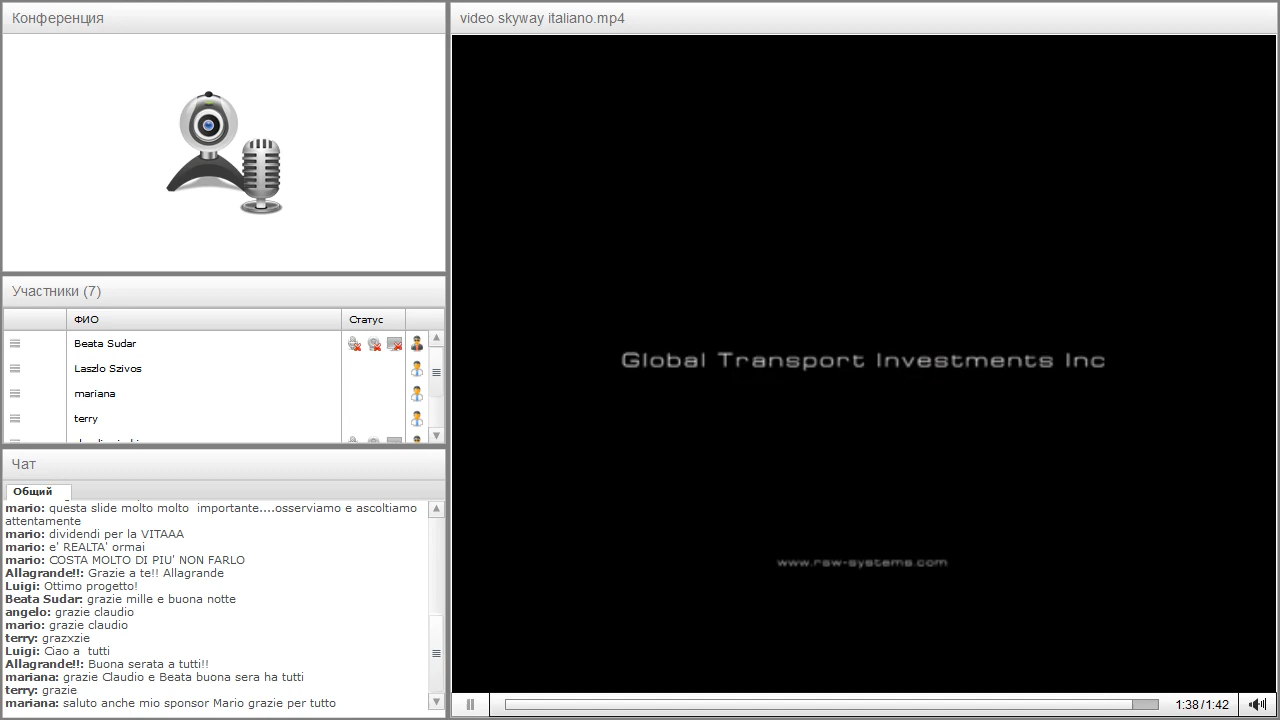 Конференция
video skyway italiano.mp4
Global Transport Investments Inc
www.rsw-systems.com
1:38/1:42
Участники (7)
ФИО
Статус
Beata Sudar
Laszlo Szivos
mariana
terry
Чат
Общий
mario: questa slide molto molto  importante....osserviamo e ascoltiamo
attentamente
mario: dividendi per la VITAAA
mario: e' REALTA' ormai
mario: COSTA MOLTO DI PIU' NON FARLO
Allagrande!!: Grazie a te!! Allagrande
Luigi: Ottimo progetto!
Beata Sudar: grazie mille e buona notte
angelo: grazie claudio
mario: grazie claudio
terry: grazxzie
Luigi: Ciao a  tutti
Allagrande!!: Buona serata a tutti!!
mariana: grazie Claudio e Beata buona sera ha tutti
terry: grazie
mariana: saluto anche mio sponsor Mario grazie per tutto